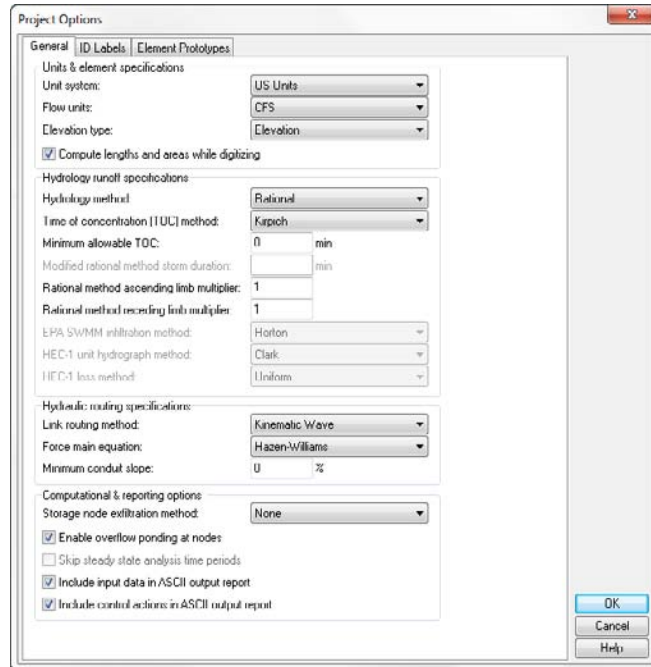 Project Options
General ID Labels Element Prototypes
Units & element specifications
Unit system: US Units
Flow units: CFS
Elevation type: Elevation
Compute lengths and areas while digitizing
Hydrology runoff specifications
Hydrology method: Rational
Time of concentration (TOC) method: Kirpich
Minimum allowable TOC: 0 min
Modified rational method storm duration: min
Rational method ascending limb multiplier: 1
Rational method receding limb multiplier: 1
EPA SWMM infiltration method: Horton
HEC-1 unit hydrograph method: Clark
HEC-1 loss method: Uniform
Hydraulic routing specifications
Link routing method: Kinematic Wave
Force main equation: Hazen-Williams
Minimum conduit slope: 0 %
Computational & reporting options
Storage node exfiltration method: None
Enable overflow ponding at nodes
Skip steady state analysis time periods
Include input data in ASCII output report
Include control actions in ASCII output report
OK
Cancel
Help